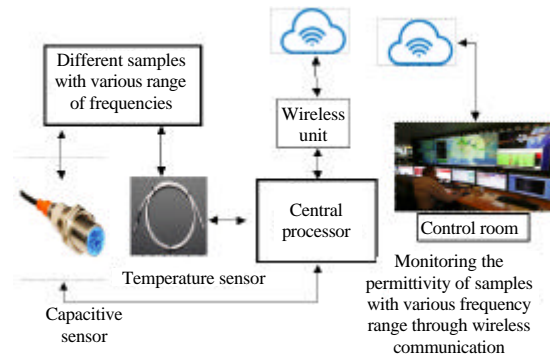 Different samples
with various range
of frequencies
Wireless
unit
Central
processor
Temperature sensor
Capacitive
sensor
Control room
Monitoring the
permittivity of samples
with various frequency
range through wireless
communication